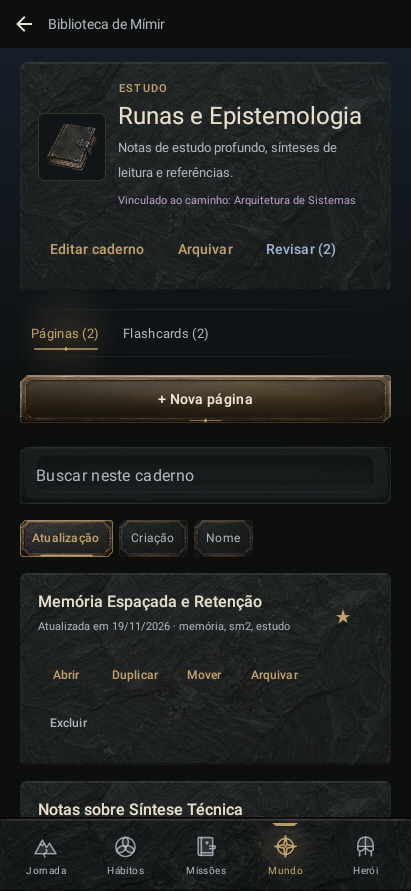 Biblioteca de Mímir
ESTUDO
Runas e Epistemologia
Notas de estudo profundo, sínteses de
leitura e referências.
Vinculado ao caminho: Arquitetura de Sistemas
Editar caderno Arquivar Revisar (2)
Páginas (2) Flashcards (2)
+ Nova página
Buscar neste caderno
Atualização Criação Nome
Memória Espaçada e Retenção
Atualizada em 19/11/2026 · memória, sm2, estudo
Abrir Duplicar Mover Arquivar
Excluir
Notas sobre Síntese Técnica
Jornada Hábitos Missões Mundo Herói